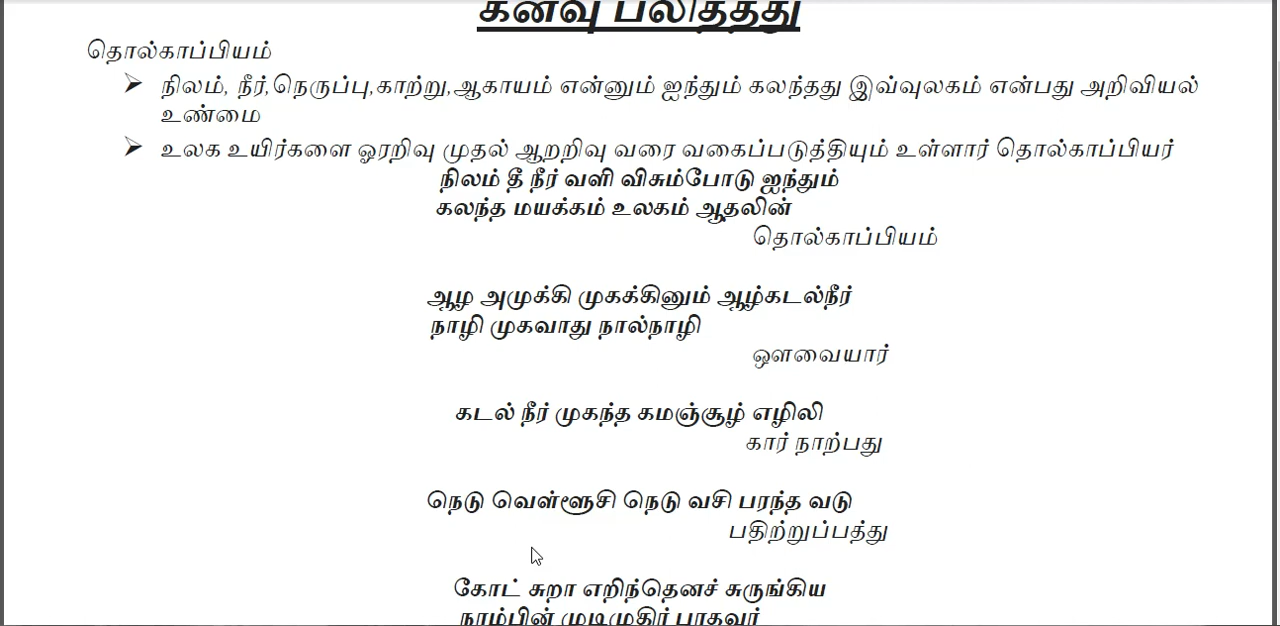 கனவு பலித்தது
தொல்காப்பியம்
நிலம், நீர்,நெருப்பு,காற்று,ஆகாயம் என்னும் ஐந்தும் கலந்தது இவ்வுலகம் என்பது அறிவியல்
உண்மை
உலக உயிர்களை ஓரறிவு முதல் ஆறறிவு வரை வகைப்படுத்தியும் உள்ளார் தொல்காப்பியர்
நிலம் தீ நீர் வளி விசும்போடு ஐந்தும்
கலந்த மயக்கம் உலகம் ஆதலின்
தொல்காப்பியம்
ஆழ அமுக்கி முகக்கினும் ஆழ்கடல்நீர்
நாழி முகவாது நால்நாழி
ஔவையார்
கடல் நீர் முகந்த கமஞ்சூழ் எழிலி
கார் நாற்பது
நெடு வெள்ளூசி நெடு வசி பரந்த வடு
பதிற்றுப்பத்து
கோட் சுறா எறிந்தெனச் சுருங்கிய
நரம்பின் முடிமுதிர் பரதவர்